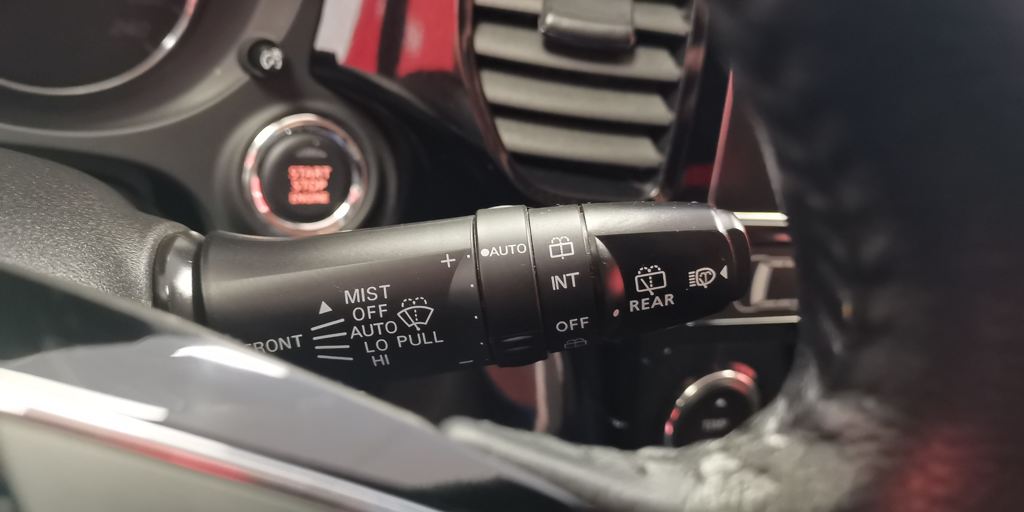 START
STOP
ENGINE
+
AUTO
INT
OFF
REAR
MIST
OFF
AUTO
LO PULL
HI
FRONT
-